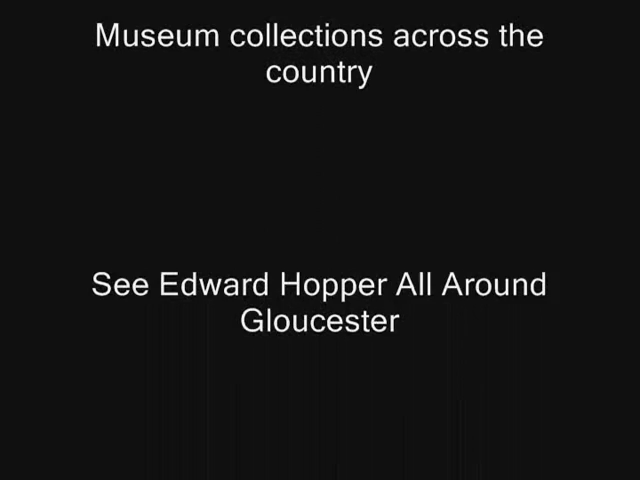 Museum collections across the
country
See Edward Hopper All Around
Gloucester